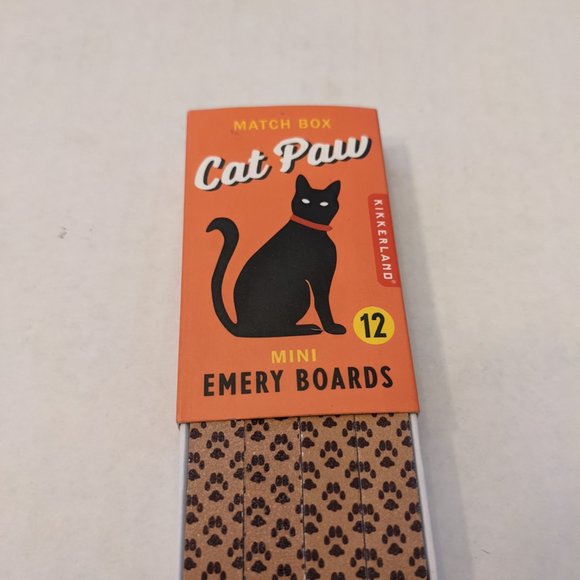 MATCH BOX
Cat Paw
KIKKERLAND®
12
MINI
EMERY BOARDS